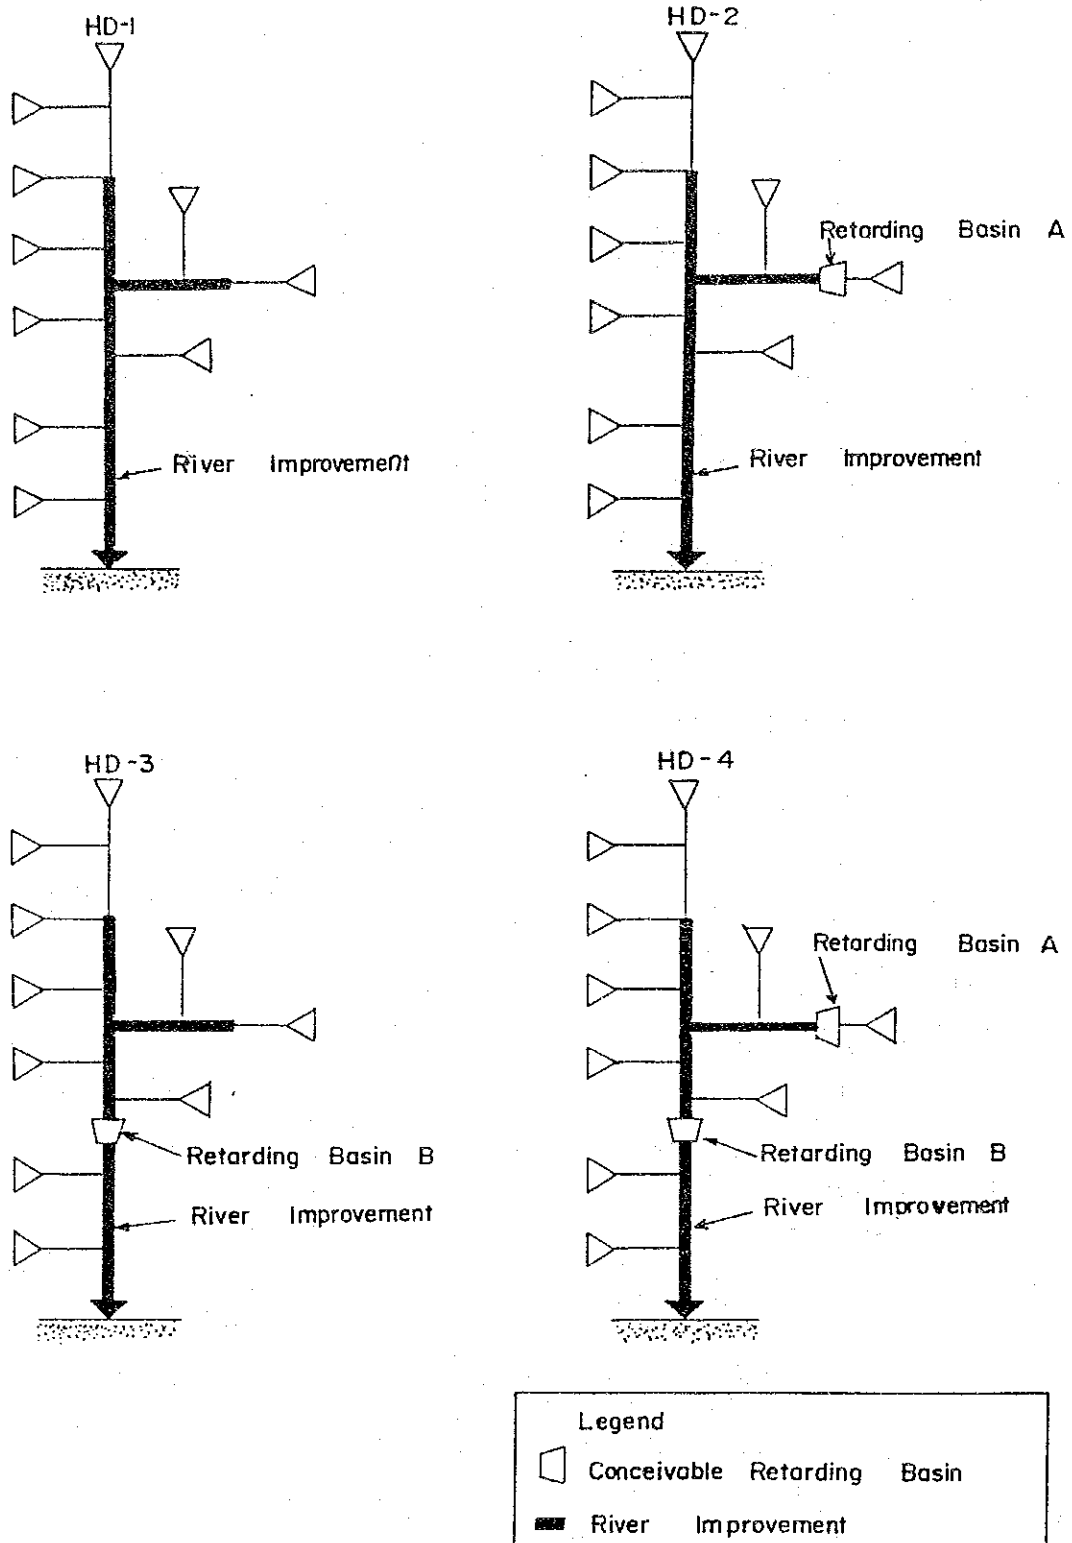 HD-1
River Improvement
HD-2
Retarding Basin A
River Improvement
HD-3
Retarding Basin B
River Improvement
HD-4
Retarding Basin A
Retarding Basin B
River Improvement
Legend
Conceivable Retarding Basin
River Improvement